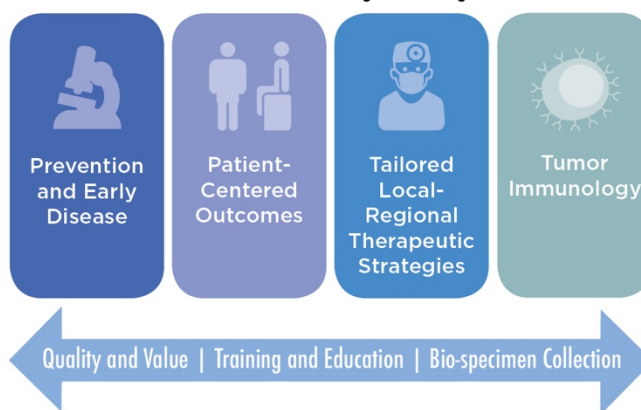 Prevention
and Early
Disease
Patient-
Centered
Outcomes
Tailored
Local-
Regional
Therapeutic
Strategies
Tumor
Immunology
Quality and Value | Training and Education | Bio-specimen Collection